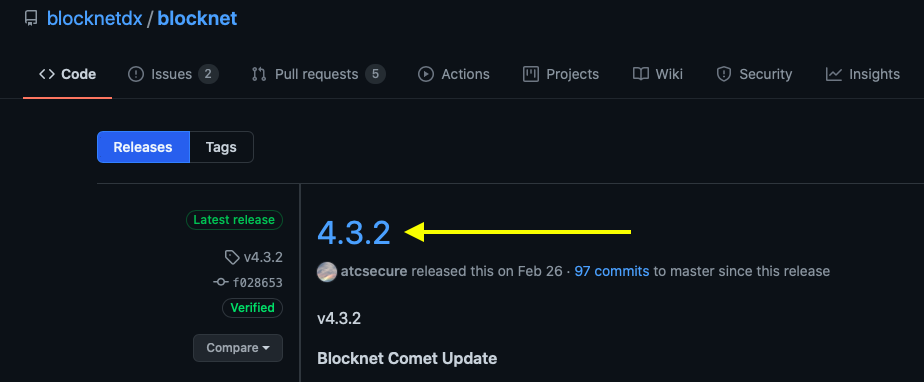 blocknetdx / blocknet
Code Issues 2 Pull requests 5 Actions Projects Wiki Security Insights
Releases Tags
Latest release
4.3.2
v4.3.2
atcsecure released this on Feb 26 · 97 commits to master since this release
f028653
Verified
v4.3.2
Compare
Blocknet Comet Update